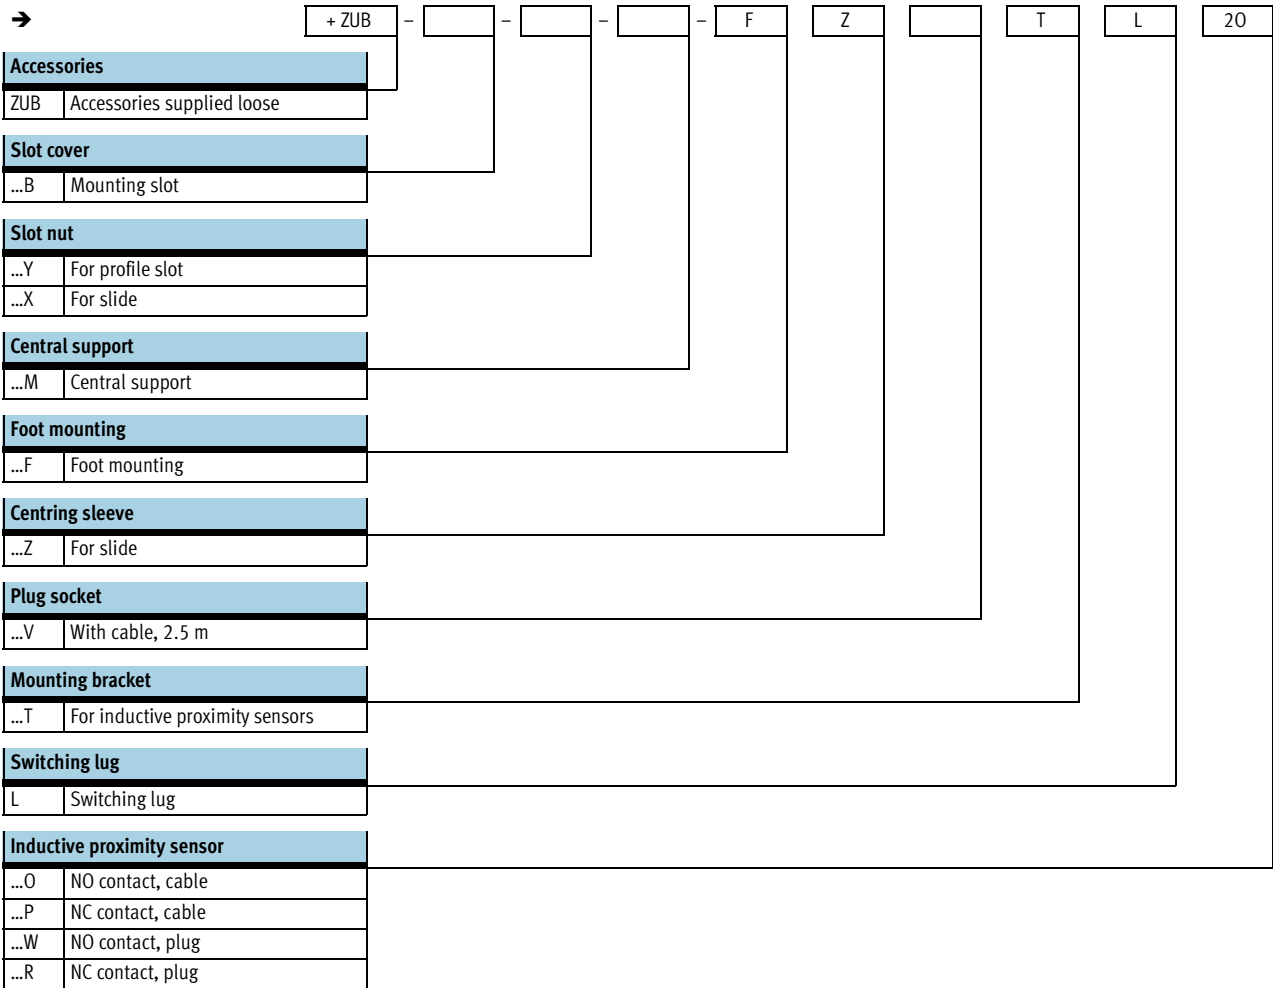 ➔ + ZUB – – – – F Z T L 2O
Accessories
ZUB Accessories supplied loose
Slot cover
...B Mounting slot
Slot nut
...Y For profile slot
...X For slide
Central support
...M Central support
Foot mounting
...F Foot mounting
Centring sleeve
...Z For slide
Plug socket
...V With cable, 2.5 m
Mounting bracket
...T For inductive proximity sensors
Switching lug
L Switching lug
Inductive proximity sensor
...O NO contact, cable
...P NC contact, cable
...W NO contact, plug
...R NC contact, plug